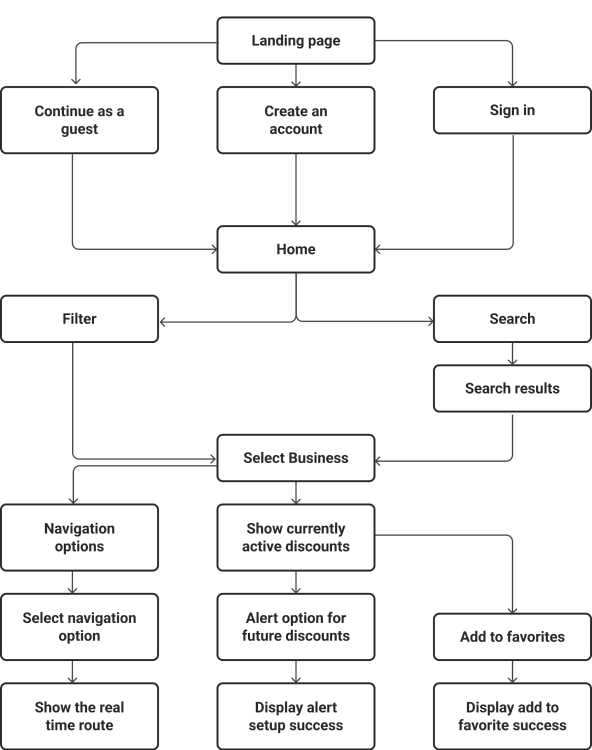 Landing page
Continue as a
guest
Create an
account
Sign in
Home
Filter
Search
Search results
Select Business
Navigation
options
Show currently
active discounts
Select navigation
option
Alert option for
future discounts
Add to favorites
Show the real
time route
Display alert
setup success
Display add to
favorite success